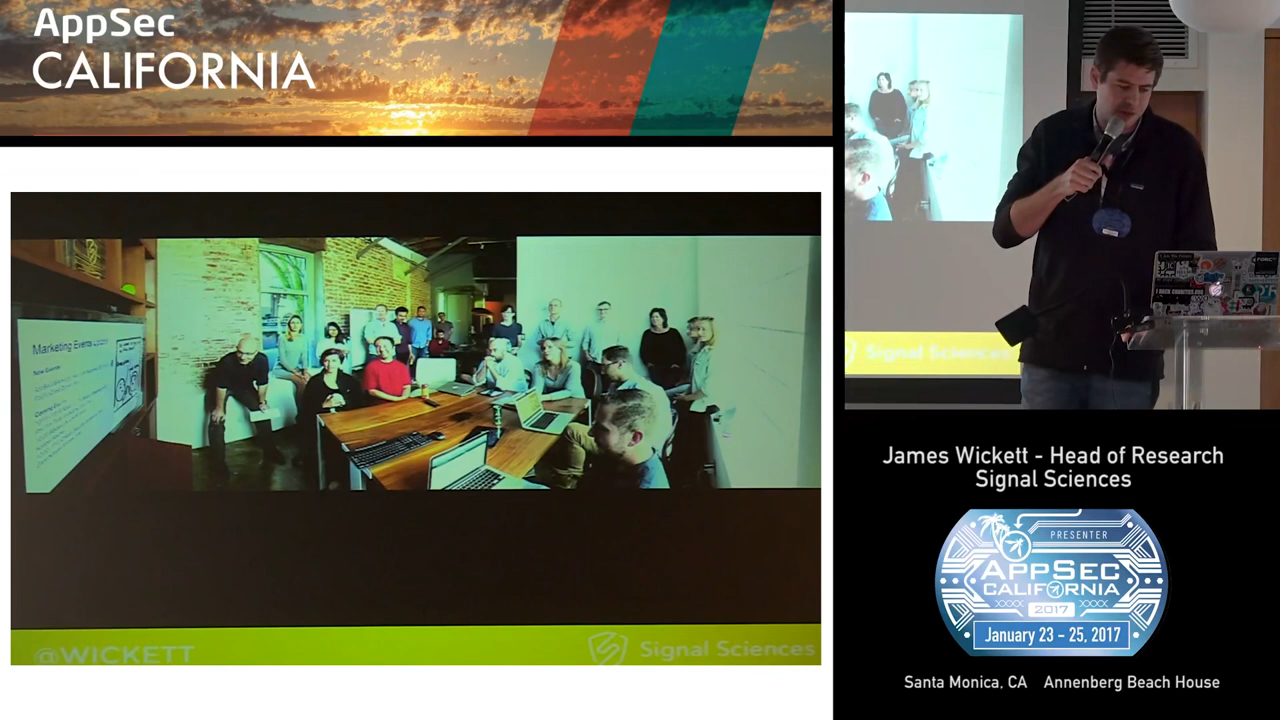 AppSec
CALIFORNIA
Marketing Events
@WICKETT
Signal Sciences
Signal Sciences
James Wickett - Head of Research
Signal Sciences
PRESENTER
APPSEC
CALIFORNIA
2017
January 23 - 25, 2017
Santa Monica, CA Annenberg Beach House